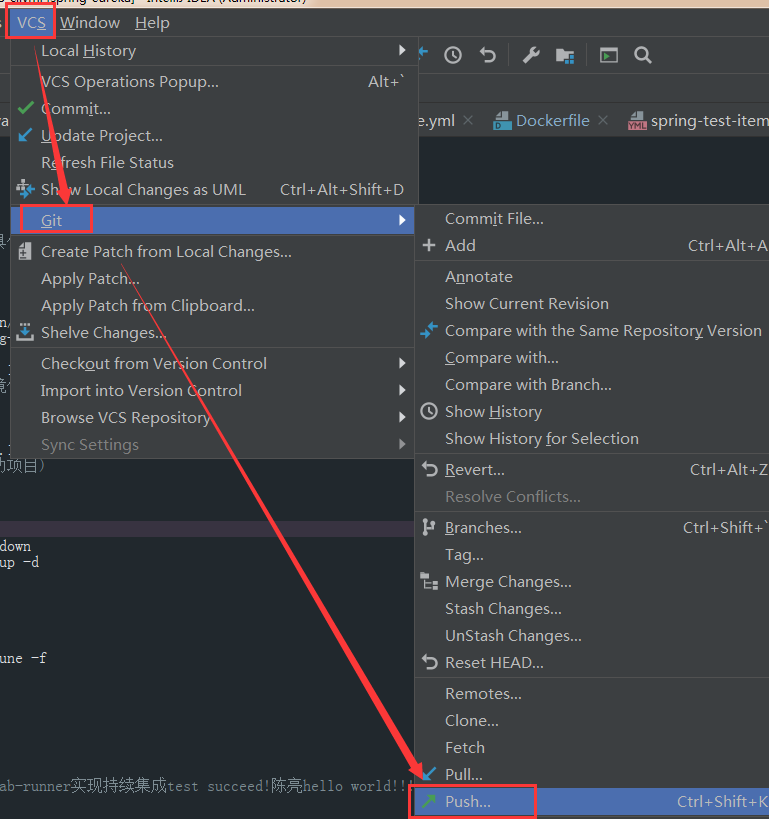 IntelliJ IDEA (Administrator)
VCS Window Help
Local History
VCS Operations Popup... Alt+`
Commit...
Update Project...
Refresh File Status
Show Local Changes as UML Ctrl+Alt+Shift+D
Git
Create Patch from Local Changes...
Apply Patch...
Apply Patch from Clipboard...
Shelve Changes...
Checkout from Version Control
Import into Version Control
Browse VCS Repository
Sync Settings
e.yml Dockerfile spring-test-item
Commit File...
Add Ctrl+Alt+A
Annotate
Show Current Revision
Compare with the Same Repository Version
Compare with...
Compare with Branch...
Show History
Show History for Selection
Revert... Ctrl+Alt+Z
Resolve Conflicts...
Branches... Ctrl+Shift+`
Tag...
Merge Changes...
Stash Changes...
UnStash Changes...
Reset HEAD...
Remotes...
Clone...
Fetch
Pull...
Push... Ctrl+Shift+K
项目)
down
up -d
une -f
ab-runner实现持续集成test succeed!陈亮hello world!!!